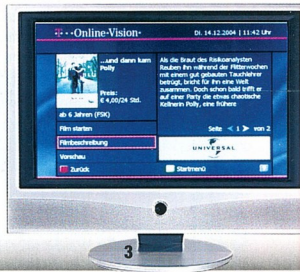 T··Online-Vision·
Di. 14.12.2004 | 11:42 Uhr
...und dann kam
Polly
Preis:
€ 4,00/24 Std.
ab 6 Jahren (FSK)
Als die Braut des Risikoanalysten
Reuben ihn während der Flitterwochen
mit einem gut gebauten Tauchlehrer
betrügt, bricht für ihn eine Welt
zusammen. Doch schon bald trifft er
auf einer Party die etwas chaotische
Kellnerin Polly, eine frühere
Film starten
Seite < 1 > von 2
Filmbeschreibung
UNIVERSAL
Vorschau
Zurück
Startmenü
3